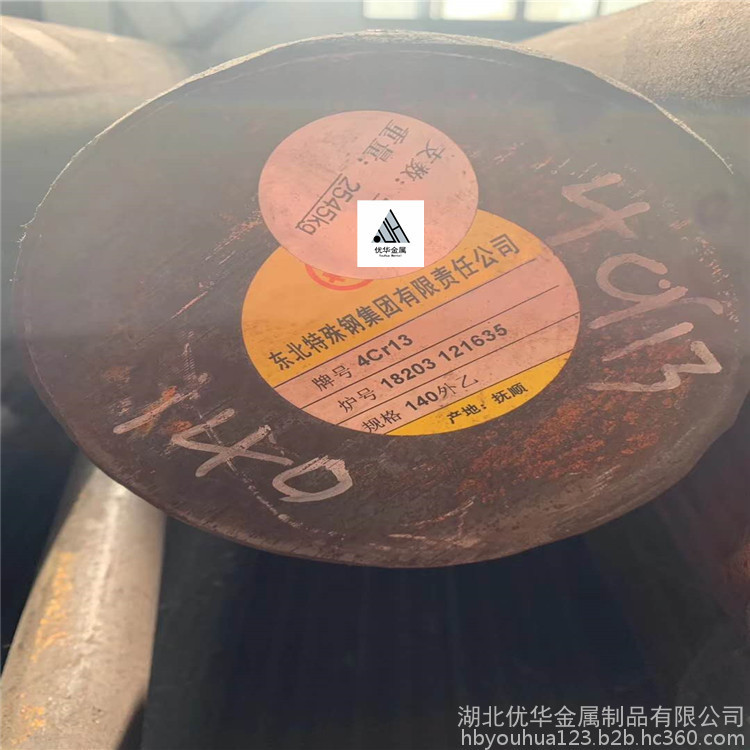 支数:
重量: 2545kg
优华金属
YouHua Metal
东北特殊钢集团有限责任公司
牌号 4Cr13
炉号 18203 121635
规格 140外乙
产地: 抚顺
4Cr13
140
湖北优华金属制品有限公司
hbyouhua123.b2b.hc360.com